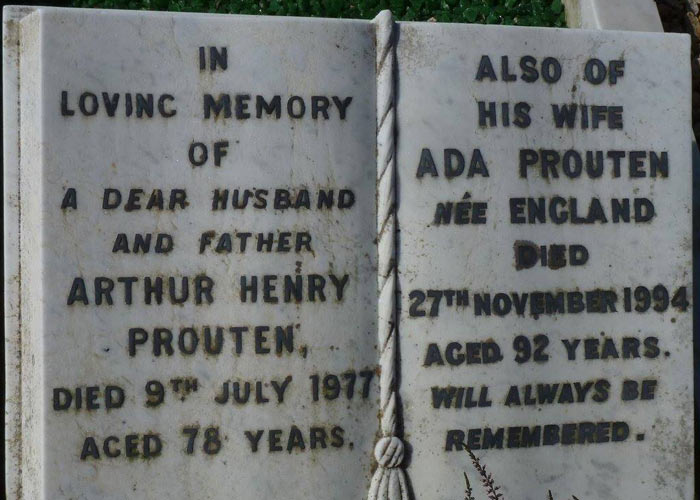 IN
LOVING MEMORY
OF
A DEAR HUSBAND
AND FATHER
ARTHUR HENRY
PROUTEN,
DIED 9TH JULY 1977
AGED 78 YEARS.
ALSO OF
HIS WIFE
ADA PROUTEN
NÉE ENGLAND
DIED
27TH NOVEMBER 1994
AGED 92 YEARS.
WILL ALWAYS BE
REMEMBERED.